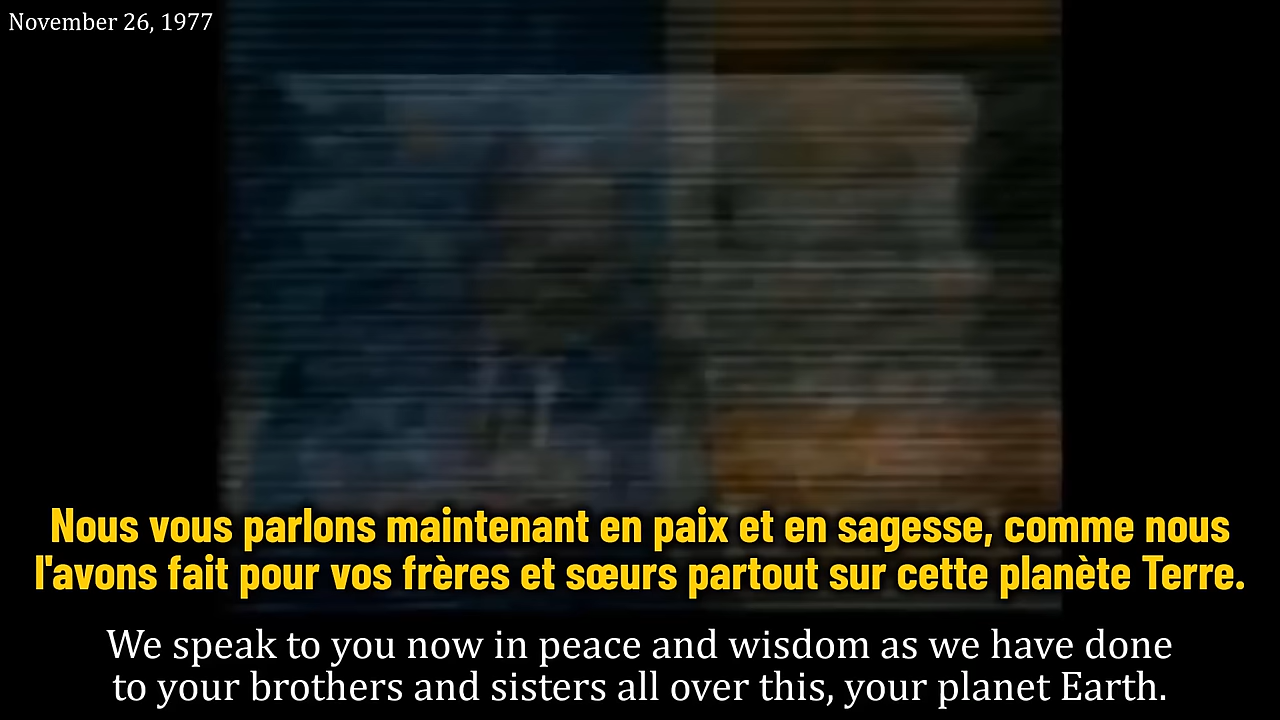 November 26, 1977
Nous vous parlons maintenant en paix et en sagesse, comme nous
l'avons fait pour vos frères et sœurs partout sur cette planète Terre.
We speak to you now in peace and wisdom as we have done
to your brothers and sisters all over this, your planet Earth.